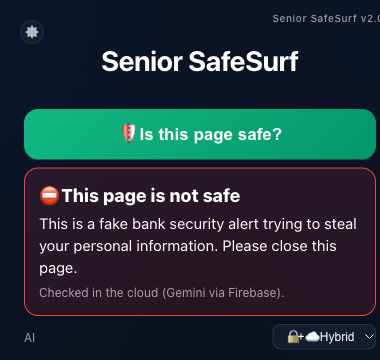 Senior SafeSurf v2.0
Senior SafeSurf
Is this page safe?
This page is not safe
This is a fake bank security alert trying to steal
your personal information. Please close this
page.
Checked in the cloud (Gemini via Firebase).
AI
🔒+☁️Hybrid